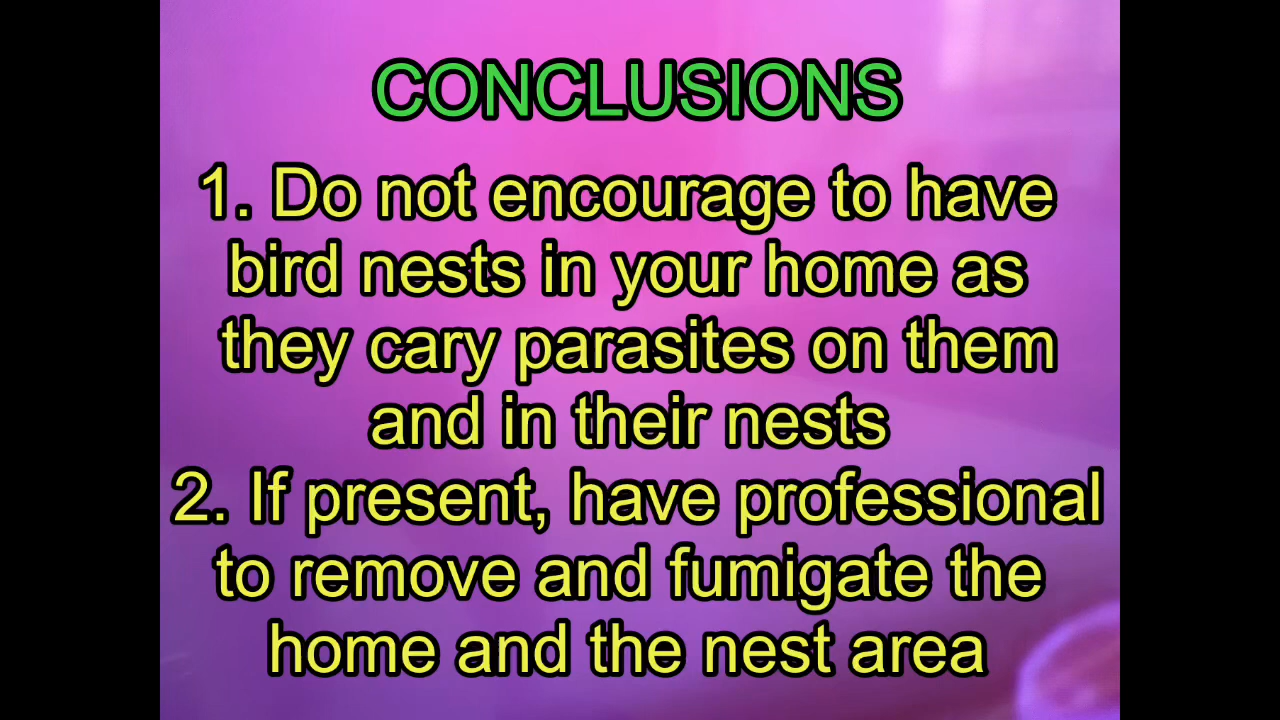 CONCLUSIONS
1. Do not encourage to have
bird nests in your home as
they cary parasites on them
and in their nests
2. If present, have professional
to remove and fumigate the
home and the nest area